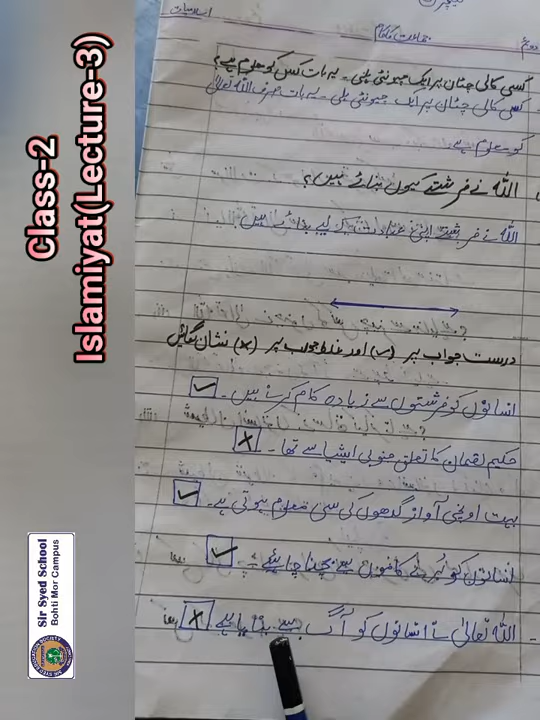 Class-2
Islamiyat(Lecture-3)
Sir Syed School
Bohti Mor Campus
اسلامیات
کسی کالی چٹان پر ایک چیونٹی چلی۔ یہ بات کس کو معلوم ہے؟
کسی کالی چٹان پر ایک چیونٹی چلی۔ یہ بات صرف اللہ تعالیٰ
کو معلوم ہے۔
اللہ نے فرشتے کیوں بنائے ہیں؟
اللہ نے فرشتے اپنی عبادت کے لیے بنائے ہیں
درست جواب پر (✓) اور غلط جواب پر (×) نشان لگائیں
انسانوں کو فرشتوں سے زیادہ کام کرنے ہیں۔ ✓
حکیم لقمان کا تعلق جنوبی ایشیا سے تھا۔ ×
بہت اونچی آواز گدھوں کی سی معلوم ہوتی ہے۔ ✓
انسانوں کو بُرے کاموں سے بچنا چاہئے۔ ✓
اللہ تعالیٰ نے انسانوں کو آگ سے بنایا ہے ×